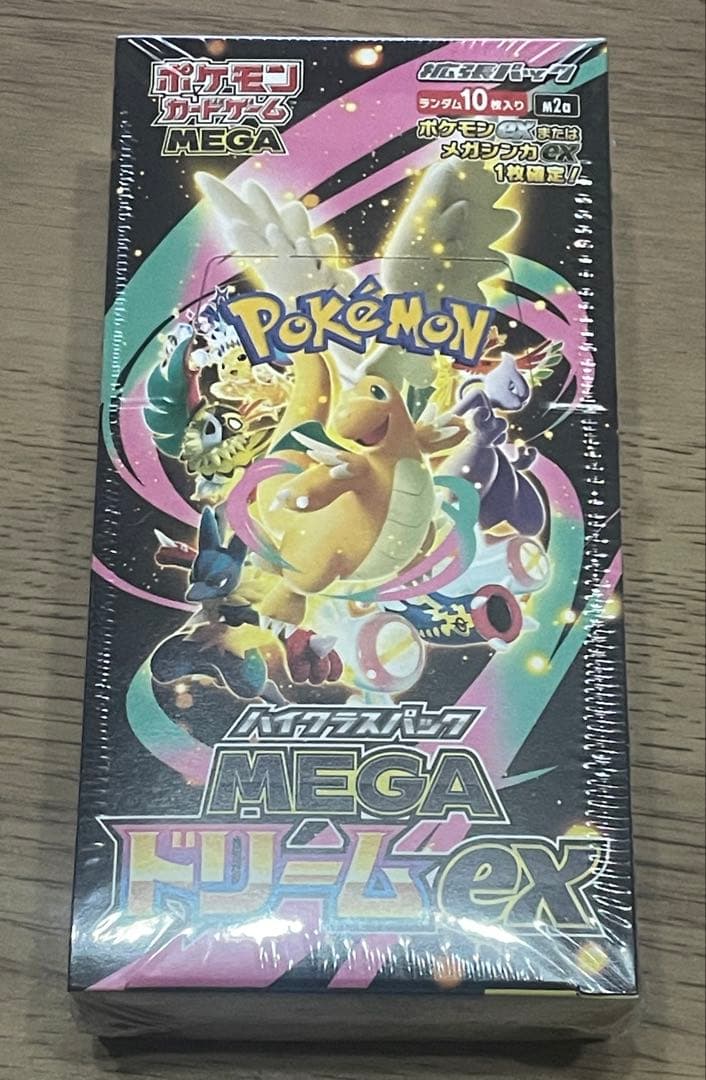 ポケモン
カードゲーム
MEGA
拡張パック
ランダム10枚入り M2a
ポケモンexまたは
メガシンカex
1枚確定!
POKéMON
ハイクラスパック
MEGA
ドリームex